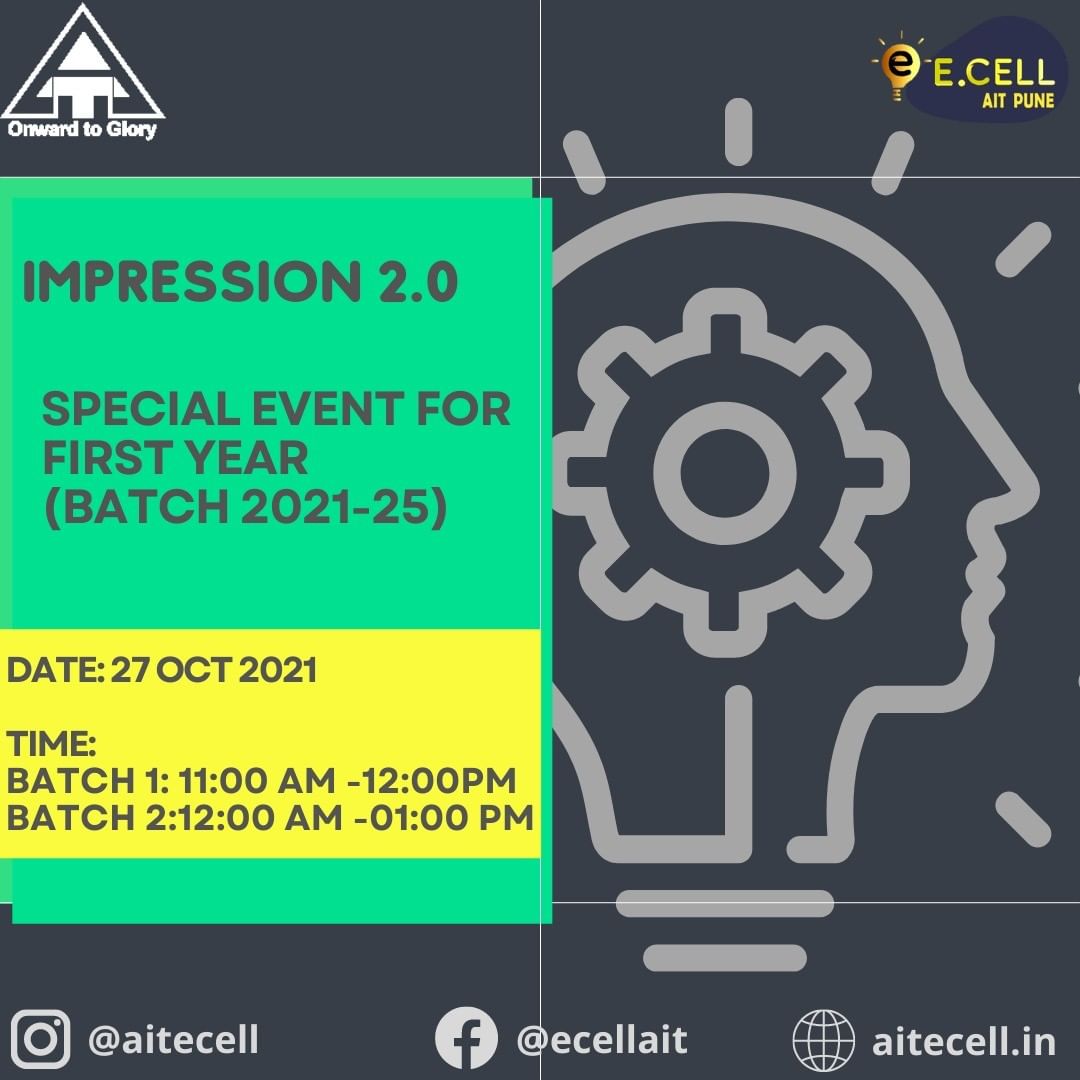 Onward to Glory
e E.CELL
AIT PUNE
IMPRESSION 2.0
SPECIAL EVENT FOR
FIRST YEAR
(BATCH 2021-25)
DATE: 27 OCT 2021
TIME:
BATCH 1: 11:00 AM -12:00PM
BATCH 2:12:00 AM -01:00 PM
@aitecell
@ecellait
aitecell.in